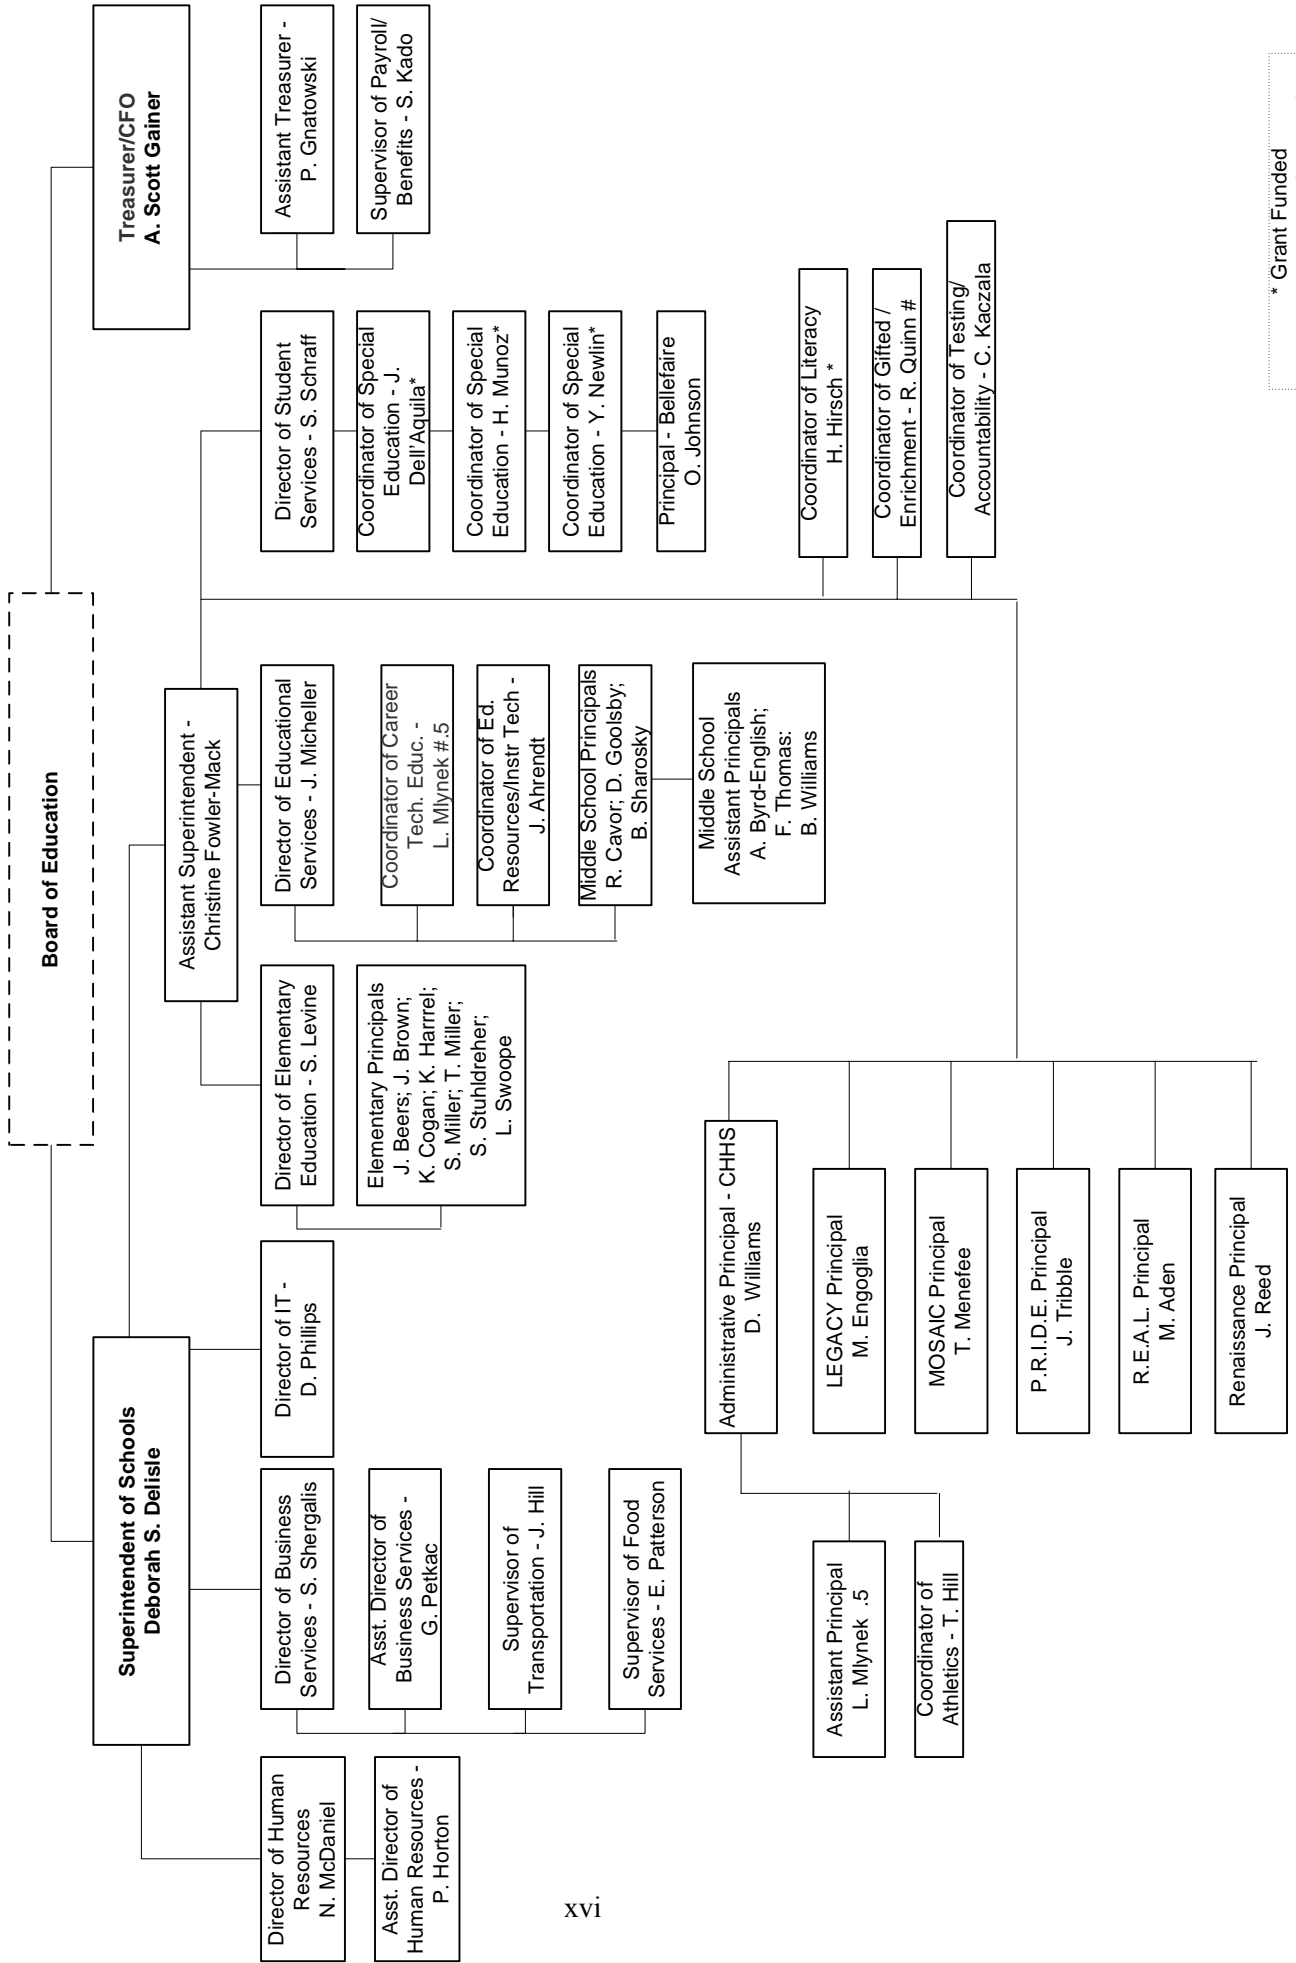 Board of Education
Superintendent of Schools
Deborah S. Delisle
Treasurer/CFO
A. Scott Gainer
Assistant Superintendent -
Christine Fowler-Mack
Director of Human
Resources
N. McDaniel
Asst. Director of
Human Resources -
P. Horton
Director of Business
Services - S. Shergalis
Asst. Director of
Business Services -
G. Petkac
Supervisor of
Transportation - J. Hill
Supervisor of Food
Services - E. Patterson
Director of IT -
D. Phillips
Director of Elementary
Education - S. Levine
Elementary Principals
J. Beers; J. Brown;
K. Cogan; K. Harrrel;
S. Miller; T. Miller;
S. Stuhldreher;
L. Swoope
Director of Educational
Services - J. Micheller
Coordinator of Career
Tech. Educ. -
L. Mlynek #.5
Coordinator of Ed.
Resources/Instr Tech -
J. Ahrendt
Middle School Principals
R. Cavor; D. Goolsby;
B. Sharosky
Middle School
Assistant Principals
A. Byrd-English;
F. Thomas:
B. Williams
Director of Student
Services - S. Schraff
Coordinator of Special
Education - J.
Dell'Aquila*
Coordinator of Special
Education - H. Munoz*
Coordinator of Special
Education - Y. Newlin*
Principal - Bellefaire
O. Johnson
Assistant Treasurer -
P. Gnatowski
Supervisor of Payroll/
Benefits - S. Kado
Coordinator of Literacy
H. Hirsch *
Coordinator of Gifted /
Enrichment - R. Quinn #
Coordinator of Testing/
Accountability - C. Kaczala
Administrative Principal - CHHS
D. Williams
LEGACY Principal
M. Engoglia
MOSAIC Principal
T. Menefee
P.R.I.D.E. Principal
J. Tribble
R.E.A.L. Principal
M. Aden
Renaissance Principal
J. Reed
Assistant Principal
L. Mlynek .5
Coordinator of
Athletics - T. Hill
* Grant Funded
xvi